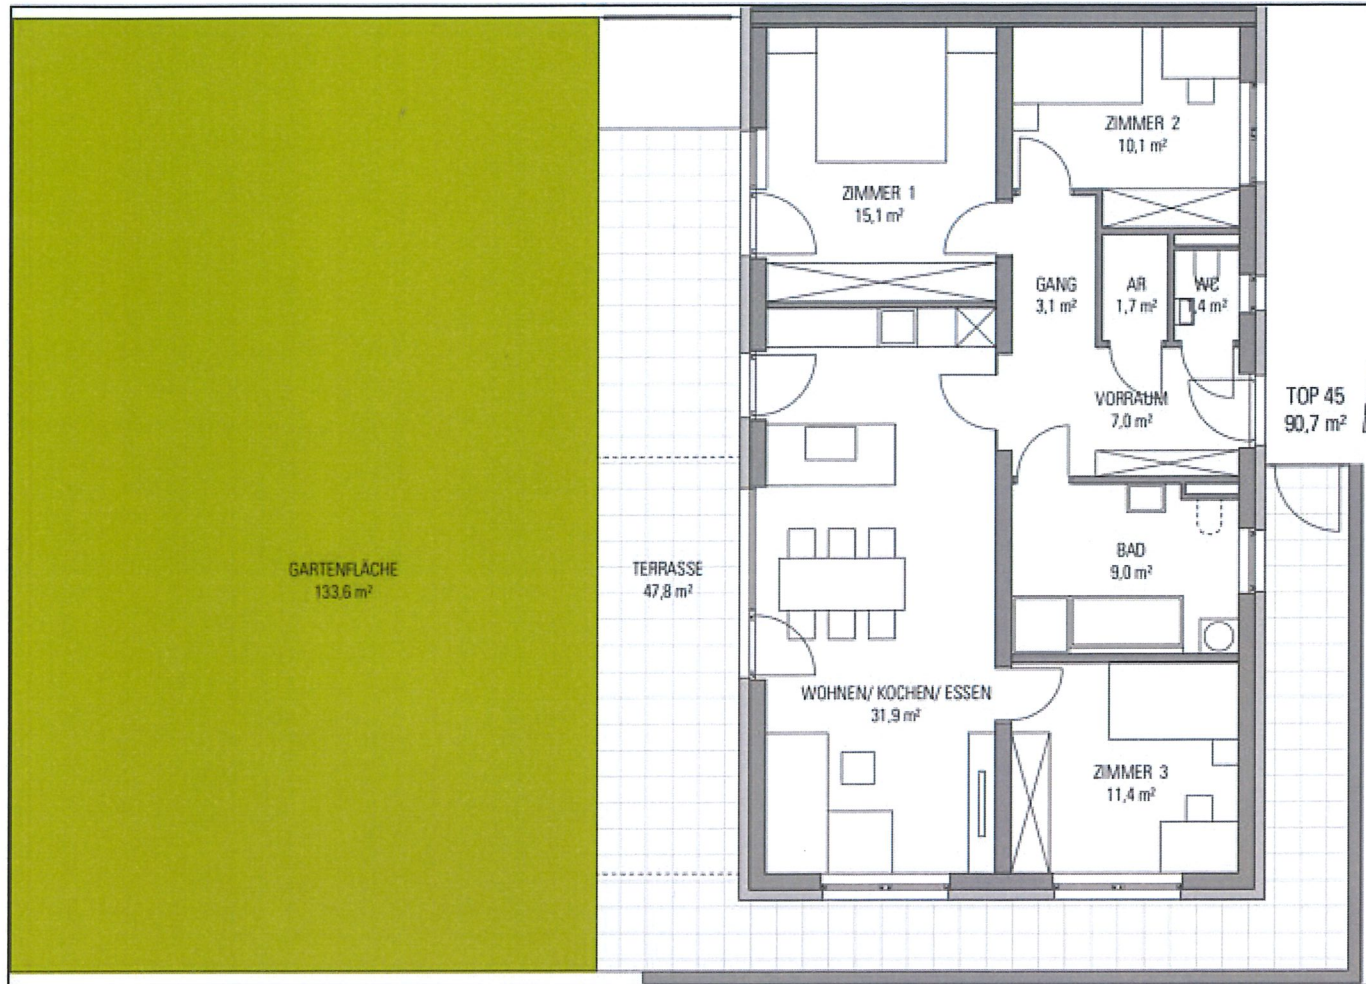 ZIMMER 2
10,1 m²
ZIMMER 1
15,1 m²
GANG
3,1 m²
AR
1,7 m²
WC
,4 m²
VORRAUM
7,0 m²
TOP 45
90,7 m²
BAD
9,0 m²
GARTENFLÄCHE
133,6 m²
TERRASSE
47,8 m²
WOHNEN/ KOCHEN/ ESSEN
31,9 m²
ZIMMER 3
11,4 m²